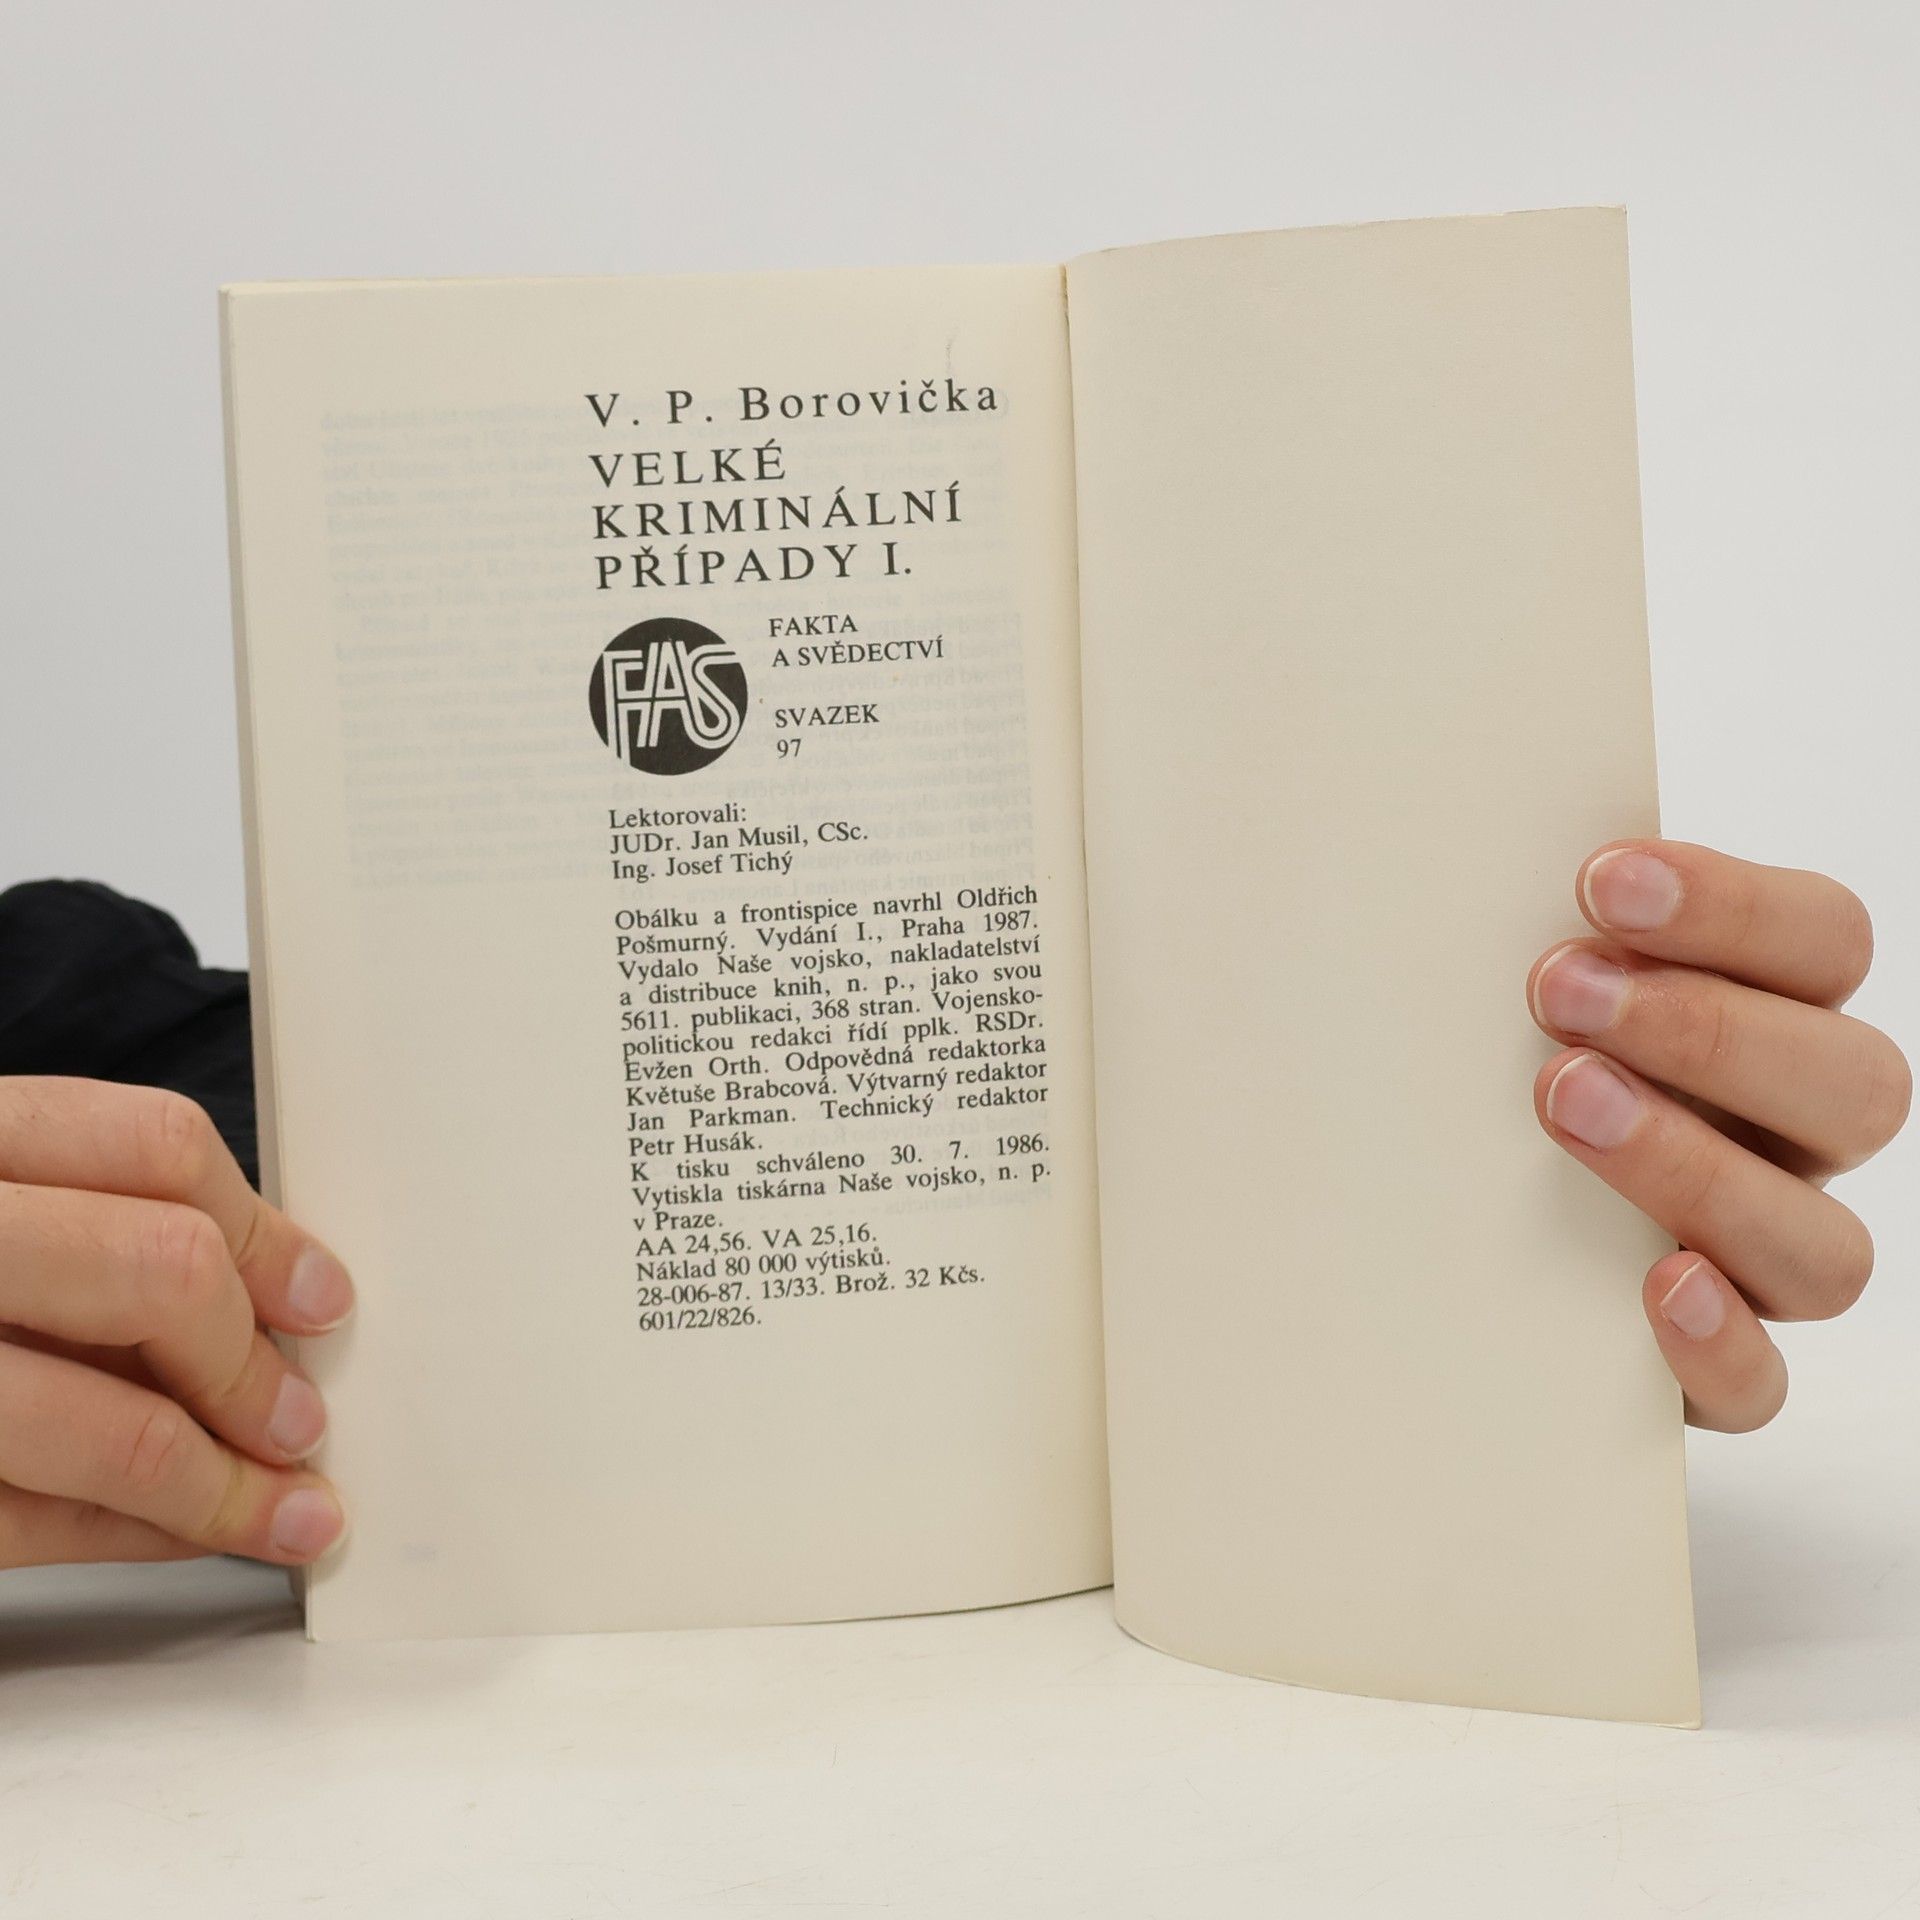 V. P. Borovička
VELKÉ
KRIMINÁLNÍ
PŘÍPADY I.
FAS
FAKTA
A SVĚDECTVÍ
SVAZEK
97
Lektorovali:
JUDr. Jan Musil, CSc.
Ing. Josef Tichý
Obálku a frontispice navrhl Oldřich
Pošmurný. Vydání I., Praha 1987.
Vydalo Naše vojsko, nakladatelství
a distribuce knih, n. p., jako svou
5611. publikaci, 368 stran. Vojensko-
politickou redakci řídí pplk. RSDr.
Evžen Orth. Odpovědná redaktorka
Květuše Brabcová. Výtvarný redaktor
Jan Parkman. Technický redaktor
Petr Husák.
K tisku schváleno 30. 7. 1986.
Vytiskla tiskárna Naše vojsko, n. p.
v Praze.
AA 24,56. VA 25,16.
Náklad 80 000 výtisků.
28-006-87. 13/33. Brož. 32 Kčs.
601/22/826.